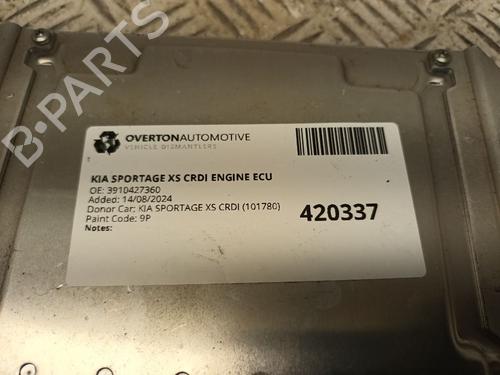 B-PARTS
OVERTONAUTOMOTIVE
VEHICLE DISMANTLERS
KIA SPORTAGE XS CRDI ENGINE ECU
OE: 3910427360
Added: 14/08/2024
Donor Car: KIA SPORTAGE XS CRDI (101780)
Paint Code: 9P
Notes:
420337